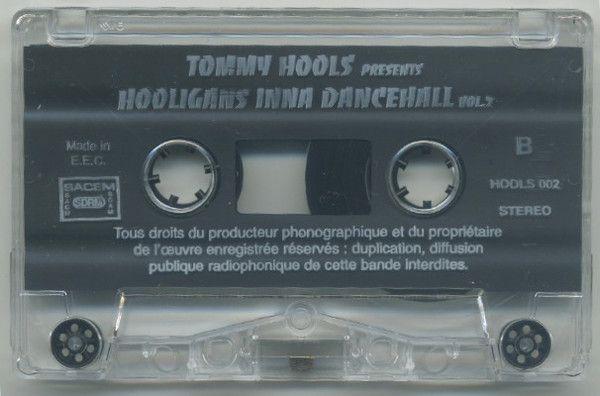 TOMMY HOOLS PRESENTS
HOOLIGANS INNA DANCEHALL VOL.2
Made in
E.E.C.
B
SACEM
SDRM
HOOLS 002
STEREO
Tous droits du producteur phonographique et du propriétaire
de l'œuvre enregistrée réservés : duplication, diffusion
publique radiophonique de cette bande interdites.